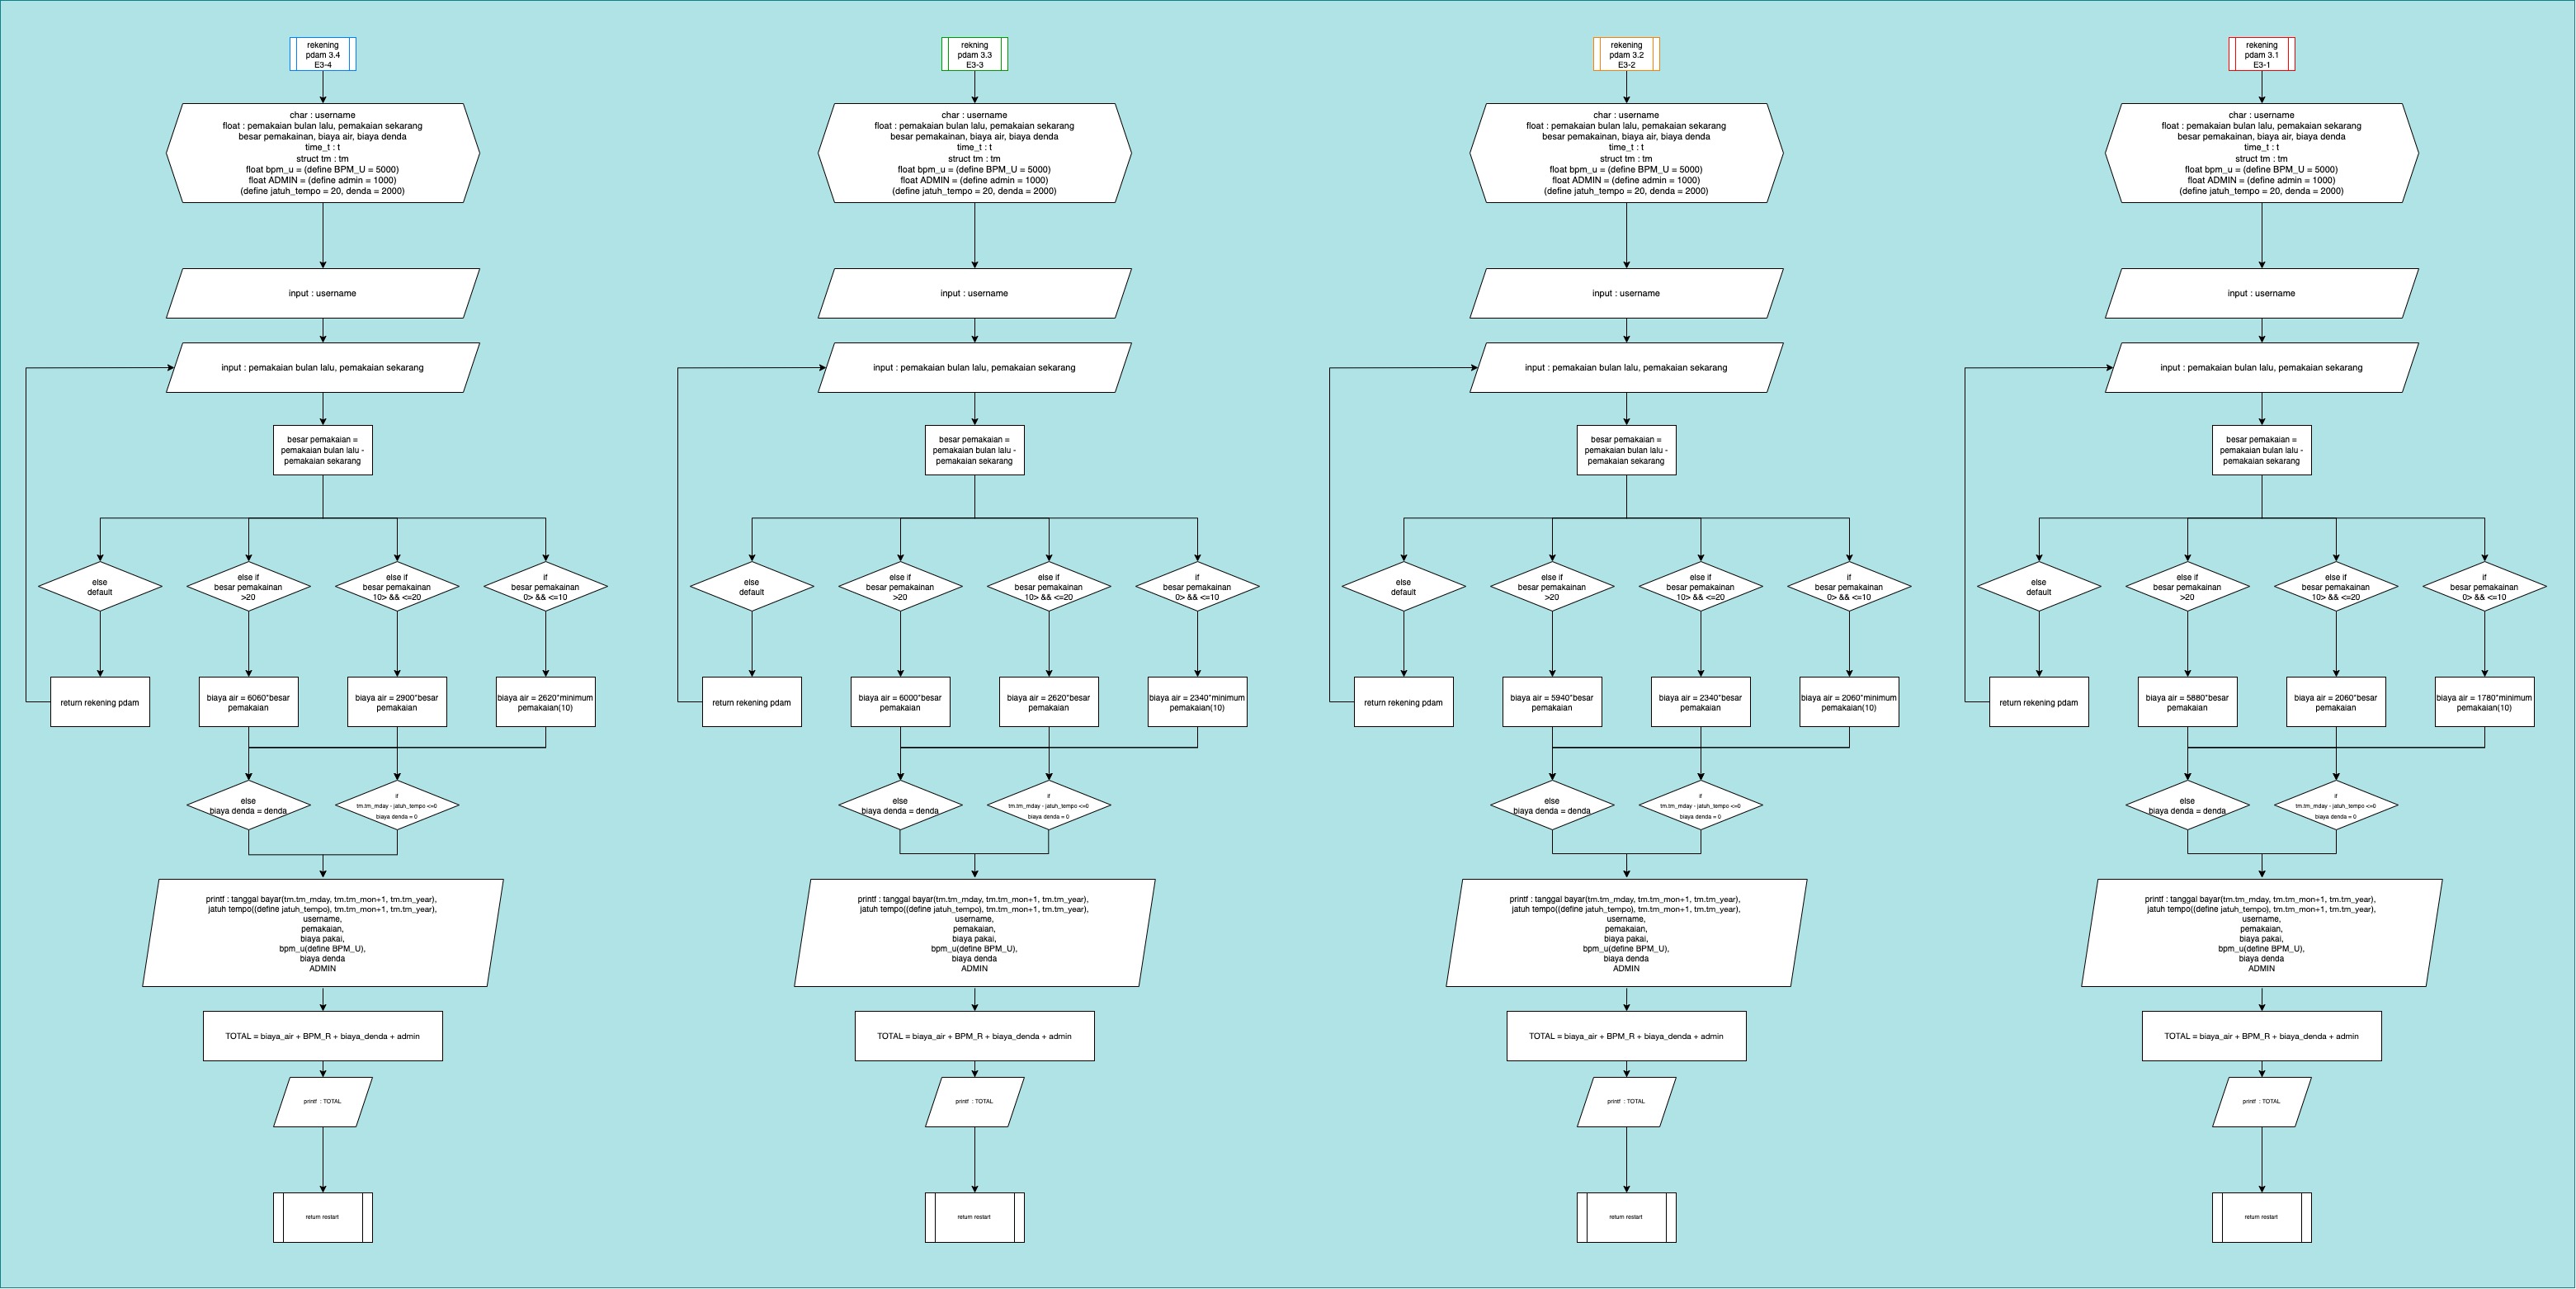 rekening
pdam 3.4
E3-4
char : username
float : pemakaian bulan lalu, pemakaian sekarang
besar pemakainan, biaya air, biaya denda
time_t : t
struct tm : tm
float bpm_u = (define BPM_U = 5000)
float ADMIN = (define admin = 1000)
(define jatuh_tempo = 20, denda = 2000)
input : username
input : pemakaian bulan lalu, pemakaian sekarang
besar pemakaian =
pemakaian bulan lalu -
pemakaian sekarang
else
default
else if
besar pemakainan
>20
else if
besar pemakainan
10> && <=20
if
besar pemakainan
0> && <=10
return rekening pdam
biaya air = 6060*besar
pemakaian
biaya air = 2900*besar
pemakaian
biaya air = 2620*minimum
pemakaian(10)
else
biaya denda = denda
if
tm.tm_mday - jatuh_tempo <=0
biaya denda = 0
printf : tanggal bayar(tm.tm_mday, tm.tm_mon+1, tm.tm_year),
jatuh tempo((define jatuh_tempo), tm.tm_mon+1, tm.tm_year),
username,
pemakaian,
biaya pakai,
bpm_u(define BPM_U),
biaya denda
ADMIN
TOTAL = biaya_air + BPM_R + biaya_denda + admin
printf : TOTAL
return restart
rekning
pdam 3.3
E3-3
char : username
float : pemakaian bulan lalu, pemakaian sekarang
besar pemakainan, biaya air, biaya denda
time_t : t
struct tm : tm
float bpm_u = (define BPM_U = 5000)
float ADMIN = (define admin = 1000)
(define jatuh_tempo = 20, denda = 2000)
input : username
input : pemakaian bulan lalu, pemakaian sekarang
besar pemakaian =
pemakaian bulan lalu -
pemakaian sekarang
else
default
else if
besar pemakainan
>20
else if
besar pemakainan
10> && <=20
if
besar pemakainan
0> && <=10
return rekening pdam
biaya air = 6000*besar
pemakaian
biaya air = 2620*besar
pemakaian
biaya air = 2340*minimum
pemakaian(10)
else
biaya denda = denda
if
tm.tm_mday - jatuh_tempo <=0
biaya denda = 0
printf : tanggal bayar(tm.tm_mday, tm.tm_mon+1, tm.tm_year),
jatuh tempo((define jatuh_tempo), tm.tm_mon+1, tm.tm_year),
username,
pemakaian,
biaya pakai,
bpm_u(define BPM_U),
biaya denda
ADMIN
TOTAL = biaya_air + BPM_R + biaya_denda + admin
printf : TOTAL
return restart
rekening
pdam 3.2
E3-2
char : username
float : pemakaian bulan lalu, pemakaian sekarang
besar pemakainan, biaya air, biaya denda
time_t : t
struct tm : tm
float bpm_u = (define BPM_U = 5000)
float ADMIN = (define admin = 1000)
(define jatuh_tempo = 20, denda = 2000)
input : username
input : pemakaian bulan lalu, pemakaian sekarang
besar pemakaian =
pemakaian bulan lalu -
pemakaian sekarang
else
default
else if
besar pemakainan
>20
else if
besar pemakainan
10> && <=20
if
besar pemakainan
0> && <=10
return rekening pdam
biaya air = 5940*besar
pemakaian
biaya air = 2340*besar
pemakaian
biaya air = 2060*minimum
pemakaian(10)
else
biaya denda = denda
if
tm.tm_mday - jatuh_tempo <=0
biaya denda = 0
printf : tanggal bayar(tm.tm_mday, tm.tm_mon+1, tm.tm_year),
jatuh tempo((define jatuh_tempo), tm.tm_mon+1, tm.tm_year),
username,
pemakaian,
biaya pakai,
bpm_u(define BPM_U),
biaya denda
ADMIN
TOTAL = biaya_air + BPM_R + biaya_denda + admin
printf : TOTAL
return restart
rekening
pdam 3.1
E3-1
char : username
float : pemakaian bulan lalu, pemakaian sekarang
besar pemakainan, biaya air, biaya denda
time_t : t
struct tm : tm
float bpm_u = (define BPM_U = 5000)
float ADMIN = (define admin = 1000)
(define jatuh_tempo = 20, denda = 2000)
input : username
input : pemakaian bulan lalu, pemakaian sekarang
besar pemakaian =
pemakaian bulan lalu -
pemakaian sekarang
else
default
else if
besar pemakainan
>20
else if
besar pemakainan
10> && <=20
if
besar pemakainan
0> && <=10
return rekening pdam
biaya air = 5880*besar
pemakaian
biaya air = 2060*besar
pemakaian
biaya air = 1780*minimum
pemakaian(10)
else
biaya denda = denda
if
tm.tm_mday - jatuh_tempo <=0
biaya denda = 0
printf : tanggal bayar(tm.tm_mday, tm.tm_mon+1, tm.tm_year),
jatuh tempo((define jatuh_tempo), tm.tm_mon+1, tm.tm_year),
username,
pemakaian,
biaya pakai,
bpm_u(define BPM_U),
biaya denda
ADMIN
TOTAL = biaya_air + BPM_R + biaya_denda + admin
printf : TOTAL
return restart